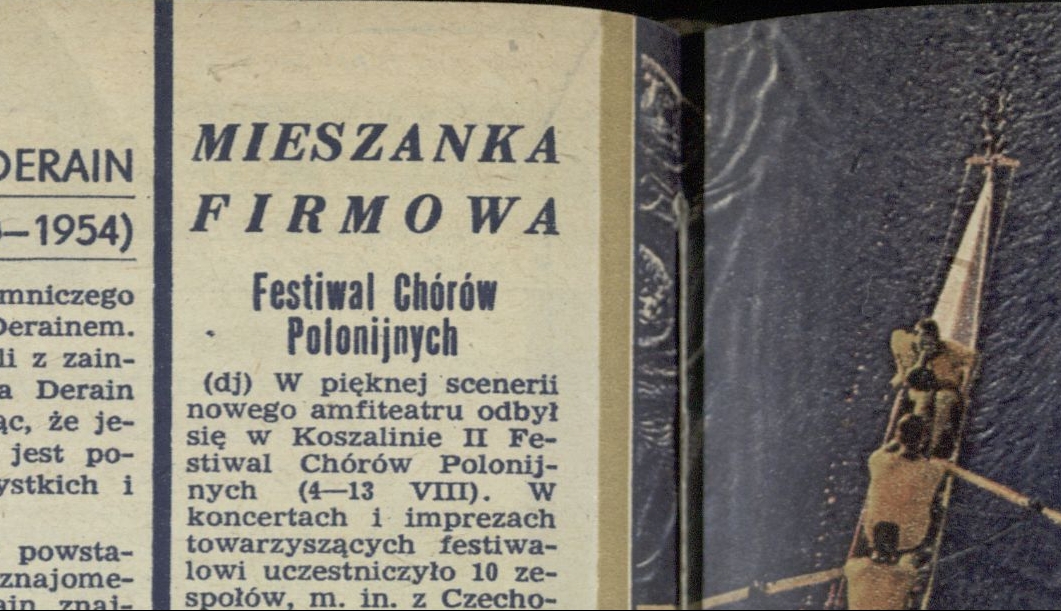 DERAIN
–1954)
mniczego
Derainem.
li z zain-
a Derain
ąc, że je-
jest po-
ystkich i
powsta-
znajome-
ain znaj-
MIESZANKA
FIRMOWA
Festiwal Chórów
Polonijnych
(dj) W pięknej scenerii
nowego amfiteatru odbył
się w Koszalinie II Fe-
stiwal Chórów Polonij-
nych (4—13 VIII). W
koncertach i imprezach
towarzyszących festiwa-
lowi uczestniczyło 10 ze-
społów, m. in. z Czecho-